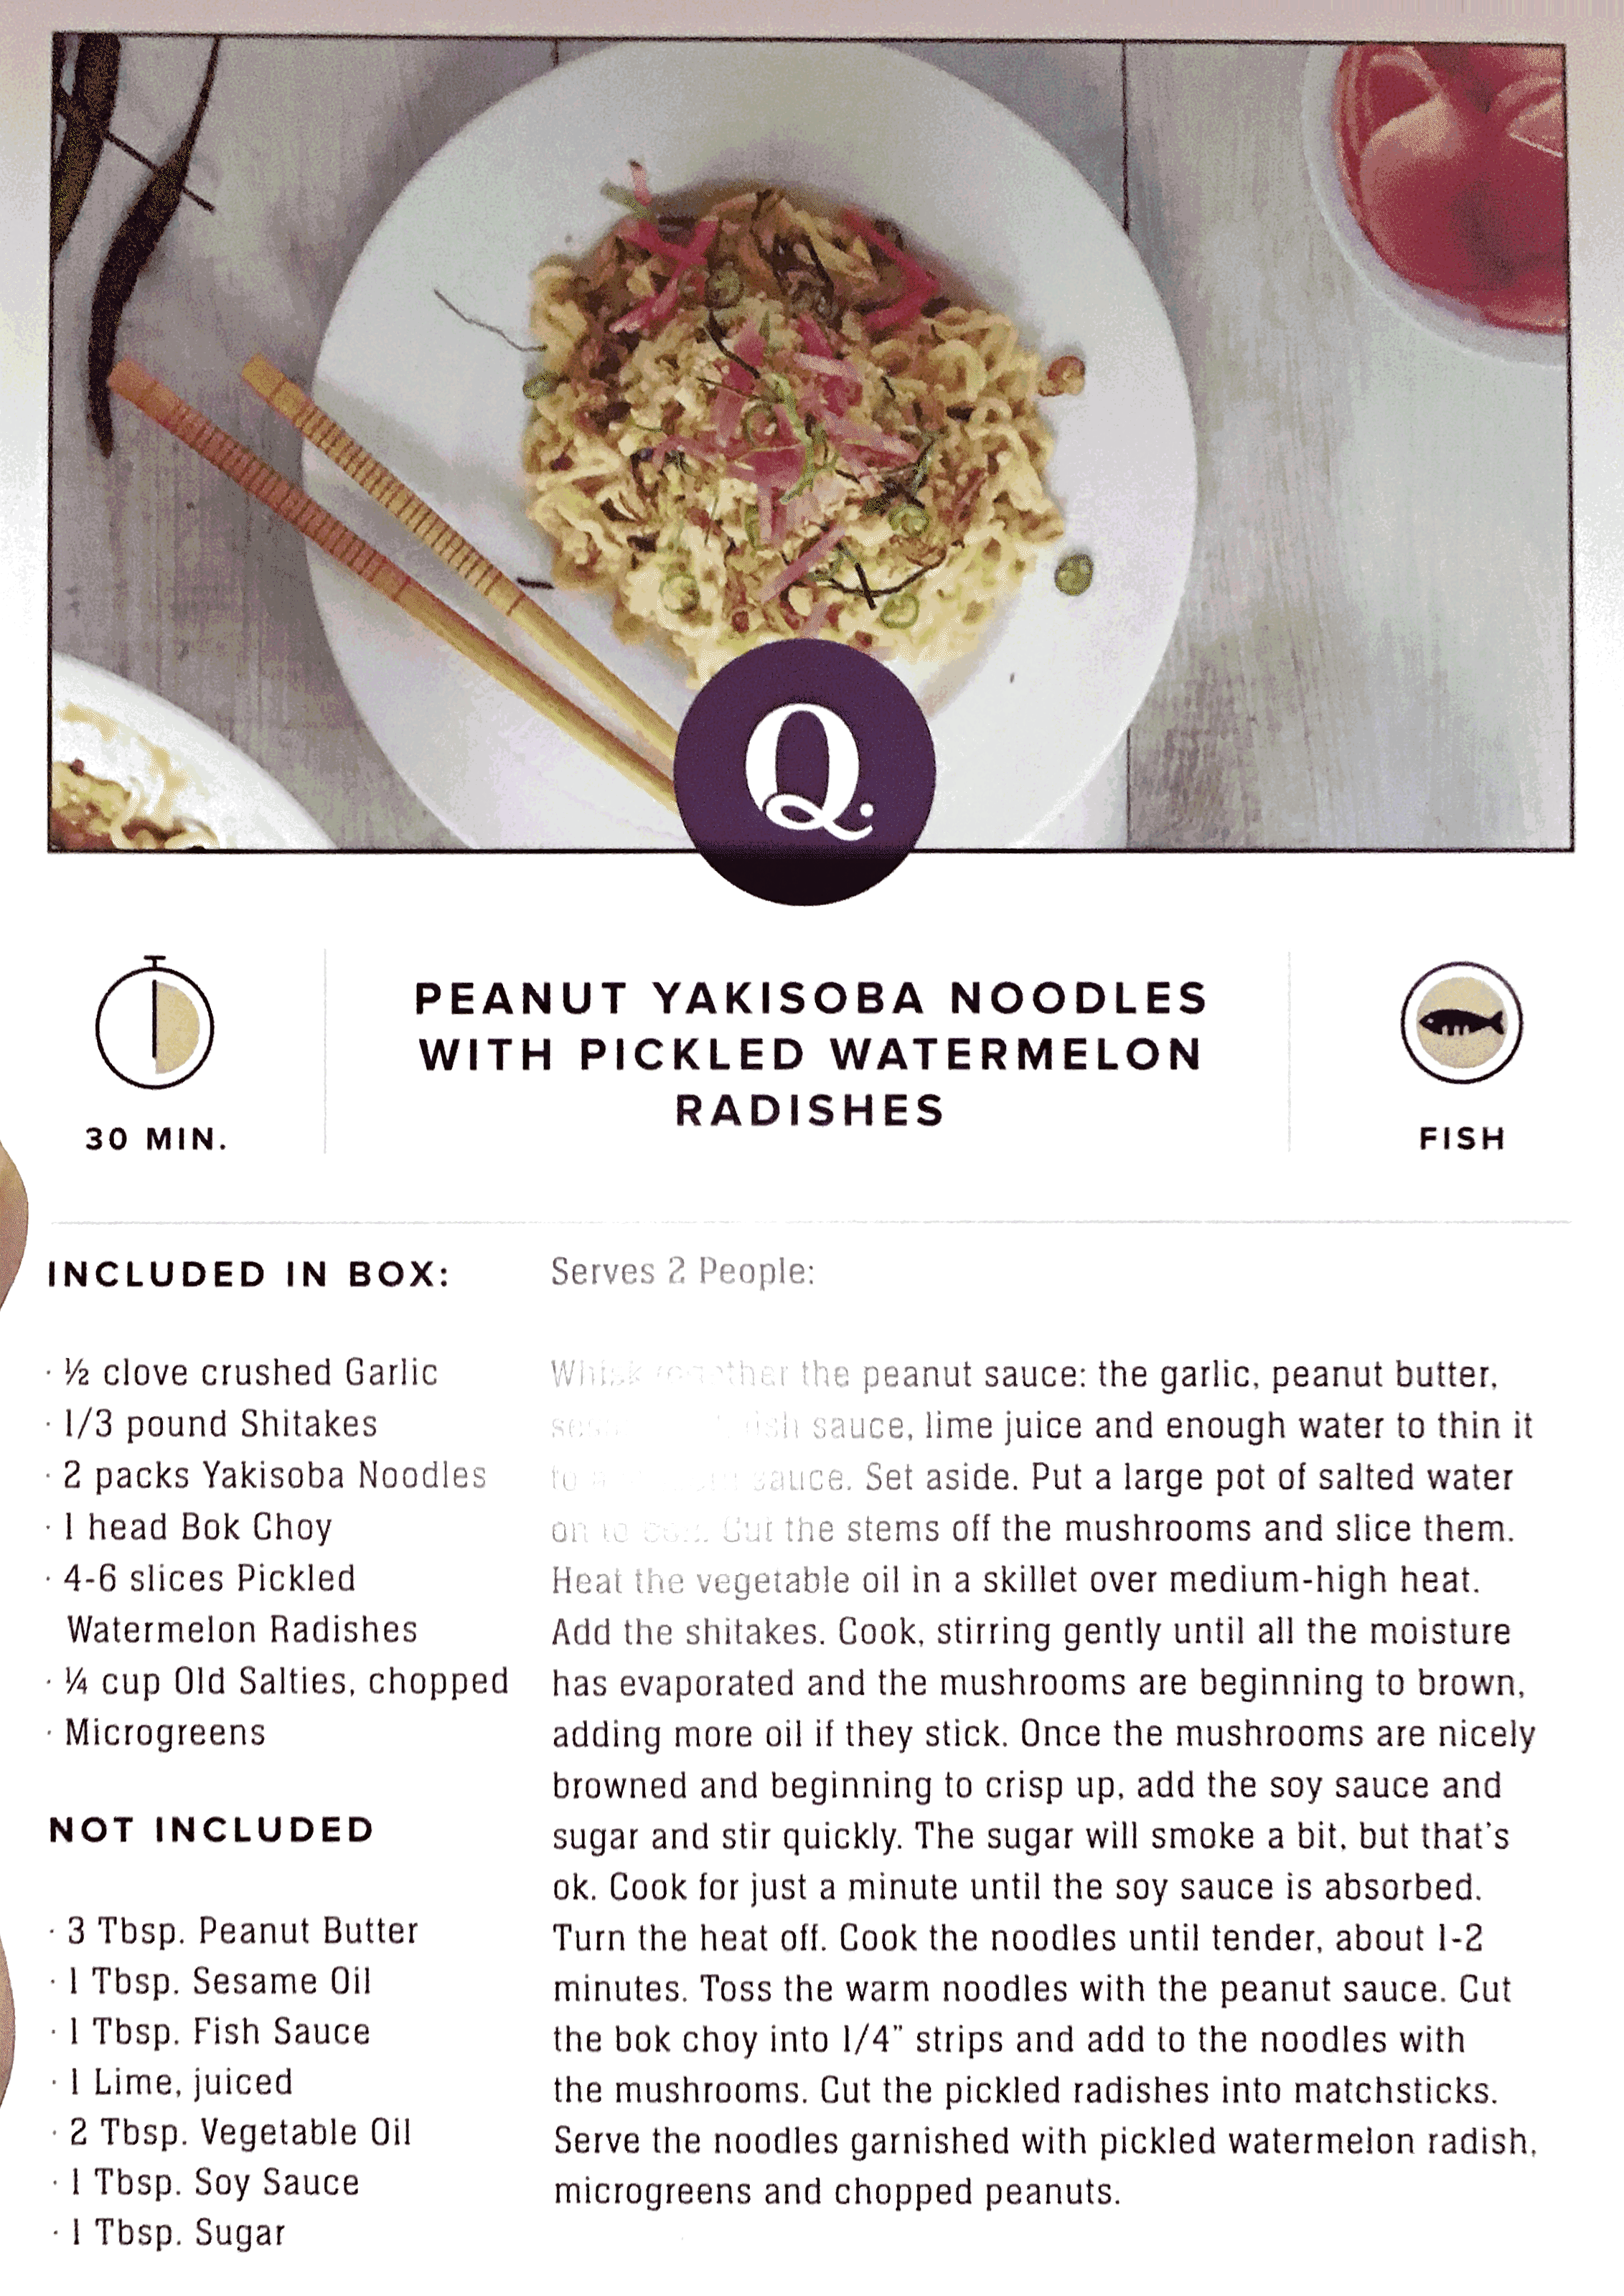 Q.
30 MIN.
PEANUT YAKISOBA NOODLES
WITH PICKLED WATERMELON
RADISHES
FISH
INCLUDED IN BOX:
· ½ clove crushed Garlic
· 1/3 pound Shitakes
· 2 packs Yakisoba Noodles
· 1 head Bok Choy
· 4-6 slices Pickled
Watermelon Radishes
· ¼ cup Old Salties, chopped
· Microgreens
NOT INCLUDED
· 3 Tbsp. Peanut Butter
· 1 Tbsp. Sesame Oil
· 1 Tbsp. Fish Sauce
· 1 Lime, juiced
· 2 Tbsp. Vegetable Oil
· 1 Tbsp. Soy Sauce
· 1 Tbsp. Sugar
Serves 2 People:
Whisk together the peanut sauce: the garlic, peanut butter,
sauce, lime juice and enough water to thin it
to sauce. Set aside. Put a large pot of salted water
on to Cut the stems off the mushrooms and slice them.
Heat the vegetable oil in a skillet over medium-high heat.
Add the shitakes. Cook, stirring gently until all the moisture
has evaporated and the mushrooms are beginning to brown,
adding more oil if they stick. Once the mushrooms are nicely
browned and beginning to crisp up, add the soy sauce and
sugar and stir quickly. The sugar will smoke a bit, but that's
ok. Cook for just a minute until the soy sauce is absorbed.
Turn the heat off. Cook the noodles until tender, about 1-2
minutes. Toss the warm noodles with the peanut sauce. Cut
the bok choy into 1/4" strips and add to the noodles with
the mushrooms. Cut the pickled radishes into matchsticks.
Serve the noodles garnished with pickled watermelon radish,
microgreens and chopped peanuts.